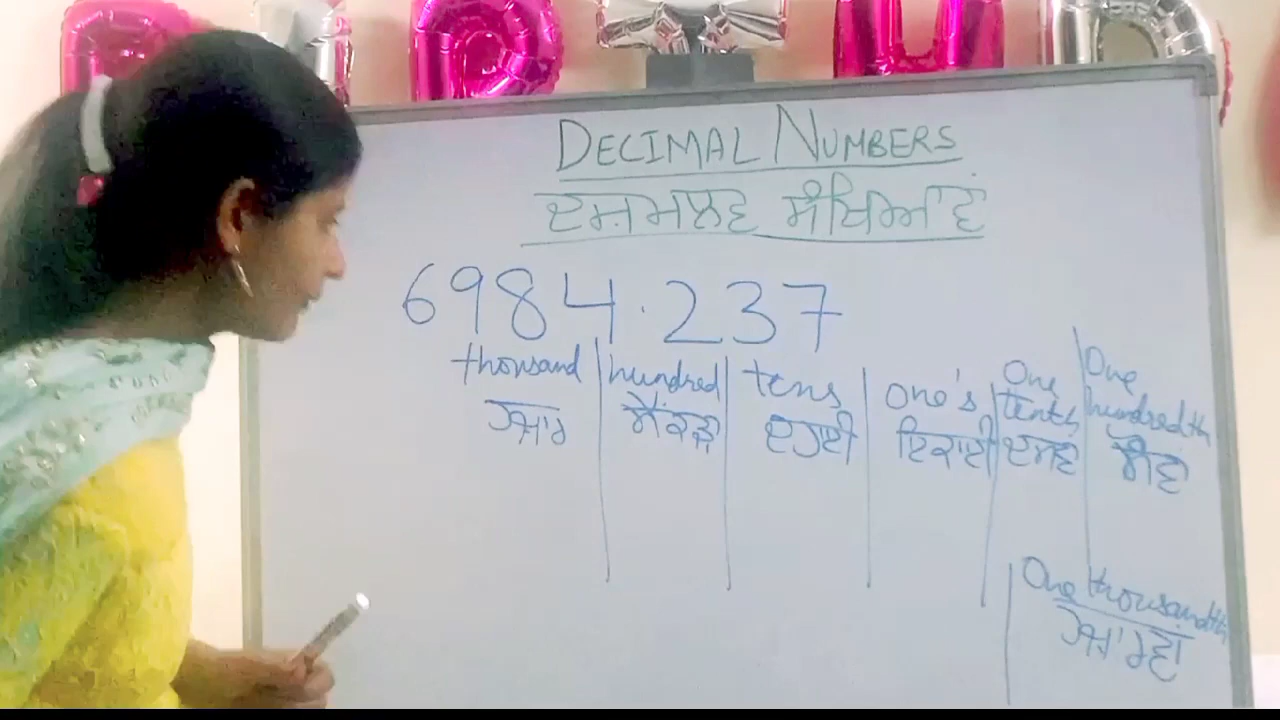 DECIMAL NUMBERS
ਦਸ਼ਮਲਵ ਸੰਖਿਆਵਾਂ
6984.237
thousand hundred tens one's One tenth One hundredth
ਹਜ਼ਾਰ ਸੈਂਕੜਾ ਦਹਾਈ ਇਕਾਈ ਦਸਵਾਂ ਸੌਵਾਂ
One thousandth
ਹਜ਼ਾਰਵਾਂ